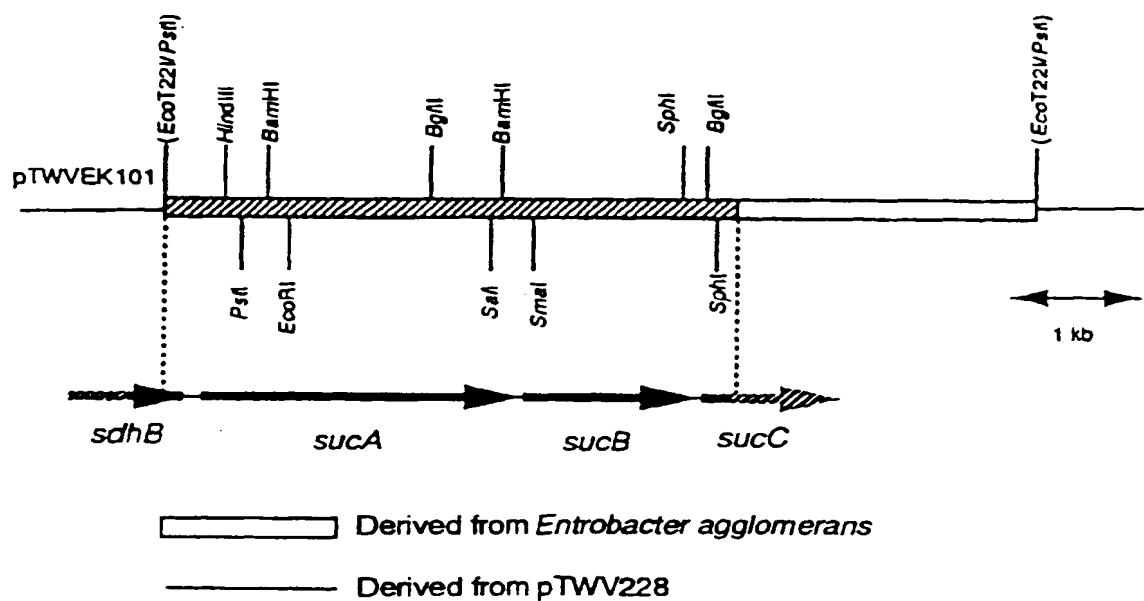 (EcoT22I/PstI)
HindIII
BamHI
BglII
BamHI
SphI
BglII
(EcoT22I/PstI)
pTWVEK101
PstI
EcoRI
SalI
SmaI
SphI
1 kb
sdhB
sucA
sucB
sucC
Derived from Entrobacter agglomerans
Derived from pTWV228